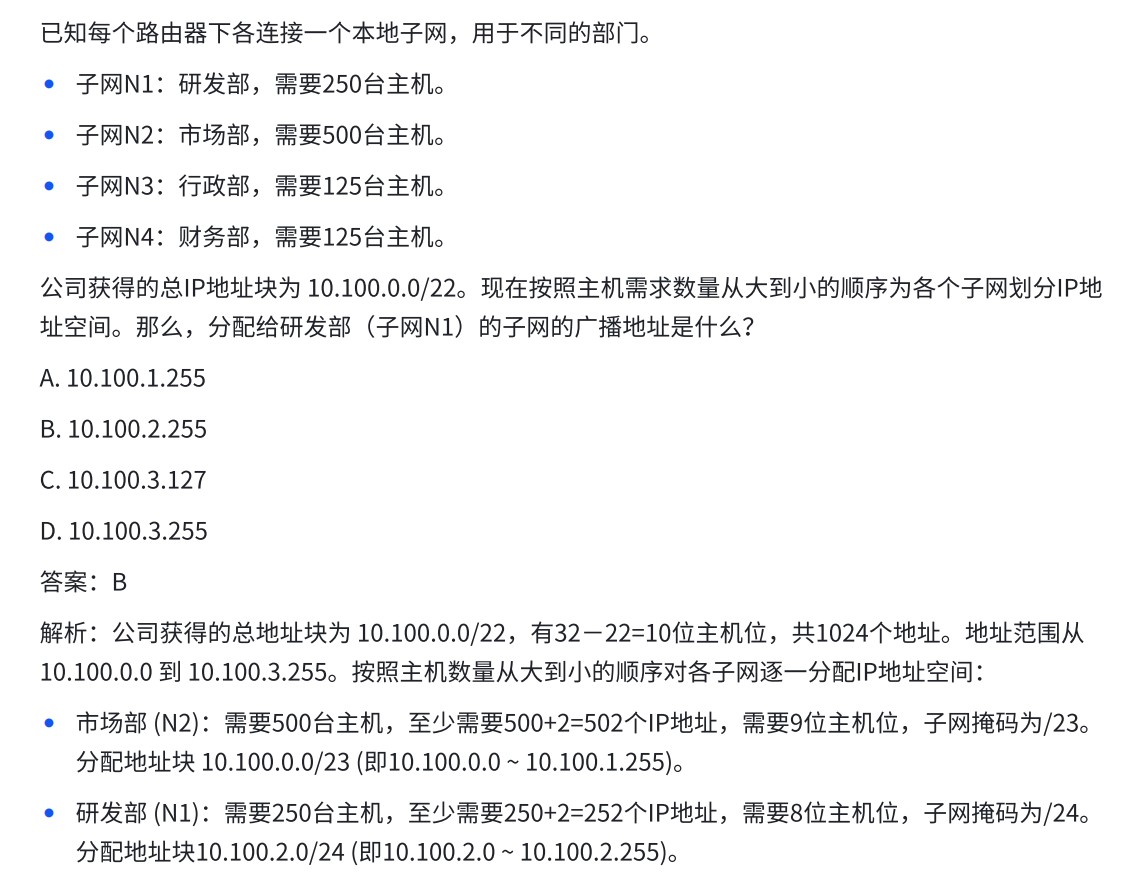 已知每个路由器下各连接一个本地子网，用于不同的部门。
• 子网N1：研发部，需要250台主机。
• 子网N2：市场部，需要500台主机。
• 子网N3：行政部，需要125台主机。
• 子网N4：财务部，需要125台主机。
公司获得的总IP地址块为 10.100.0.0/22。现在按照主机需求数量从大到小的顺序为各个子网划分IP地
址空间。那么，分配给研发部（子网N1）的子网的广播地址是什么？
A. 10.100.1.255
B. 10.100.2.255
C. 10.100.3.127
D. 10.100.3.255
答案：B
解析：公司获得的总地址块为 10.100.0.0/22，有32－22=10位主机位，共1024个地址。地址范围从
10.100.0.0 到 10.100.3.255。按照主机数量从大到小的顺序对各子网逐一分配IP地址空间：
• 市场部 (N2)：需要500台主机，至少需要500+2=502个IP地址，需要9位主机位，子网掩码为/23。
分配地址块 10.100.0.0/23 (即10.100.0.0 ~ 10.100.1.255)。
• 研发部 (N1)：需要250台主机，至少需要250+2=252个IP地址，需要8位主机位，子网掩码为/24。
分配地址块10.100.2.0/24 (即10.100.2.0 ~ 10.100.2.255)。